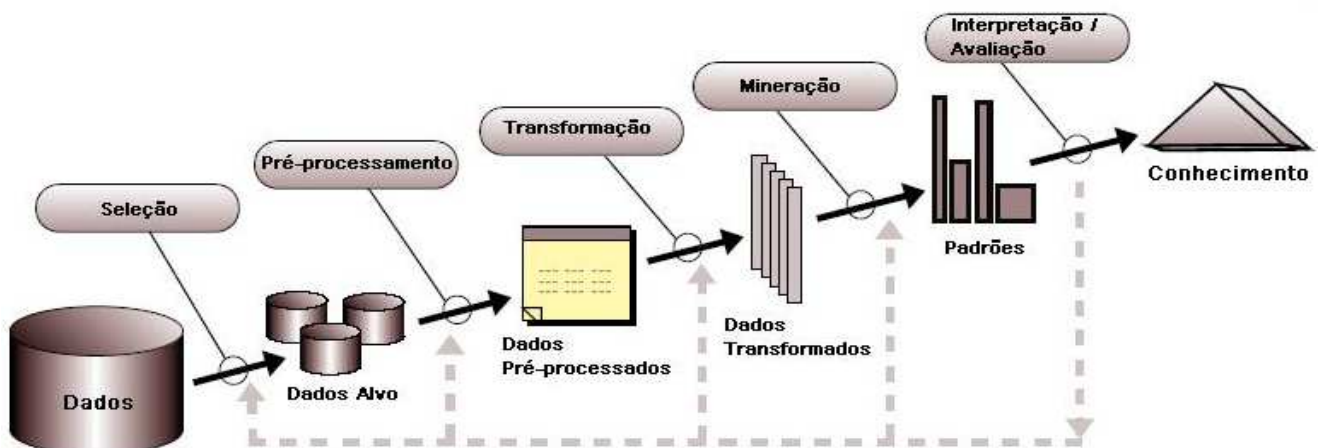 Interpretação /
Avaliação
Mineração
Transformação
Pré-processamento
Seleção
Conhecimento
Padrões
Dados
Transformados
Dados
Pré-processados
Dados Alvo
Dados